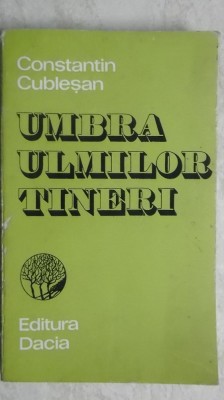 Constantin
Cubleșan
UMBRA
ULMILOR
TINERI
Editura
Dacia